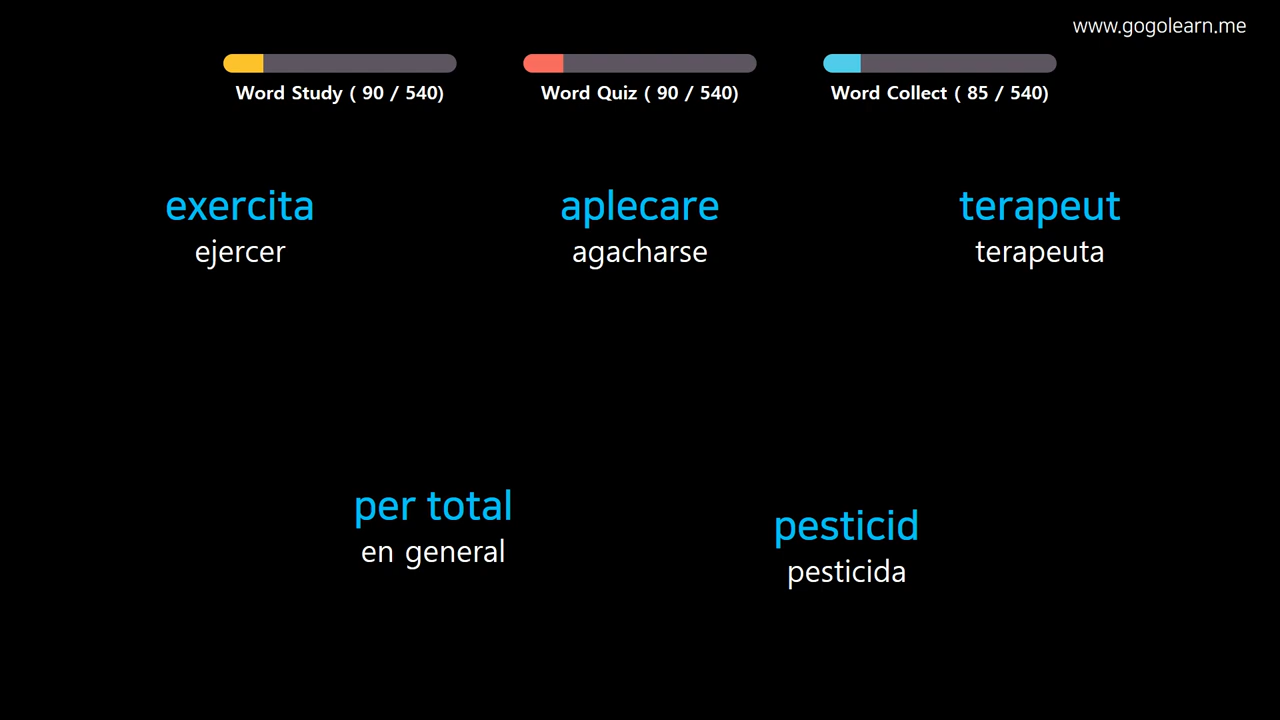 www.gogolearn.me
Word Study ( 90 / 540)
Word Quiz ( 90 / 540)
Word Collect ( 85 / 540)
exercita
ejercer
aplecare
agacharse
terapeut
terapeuta
per total
en general
pesticid
pesticida